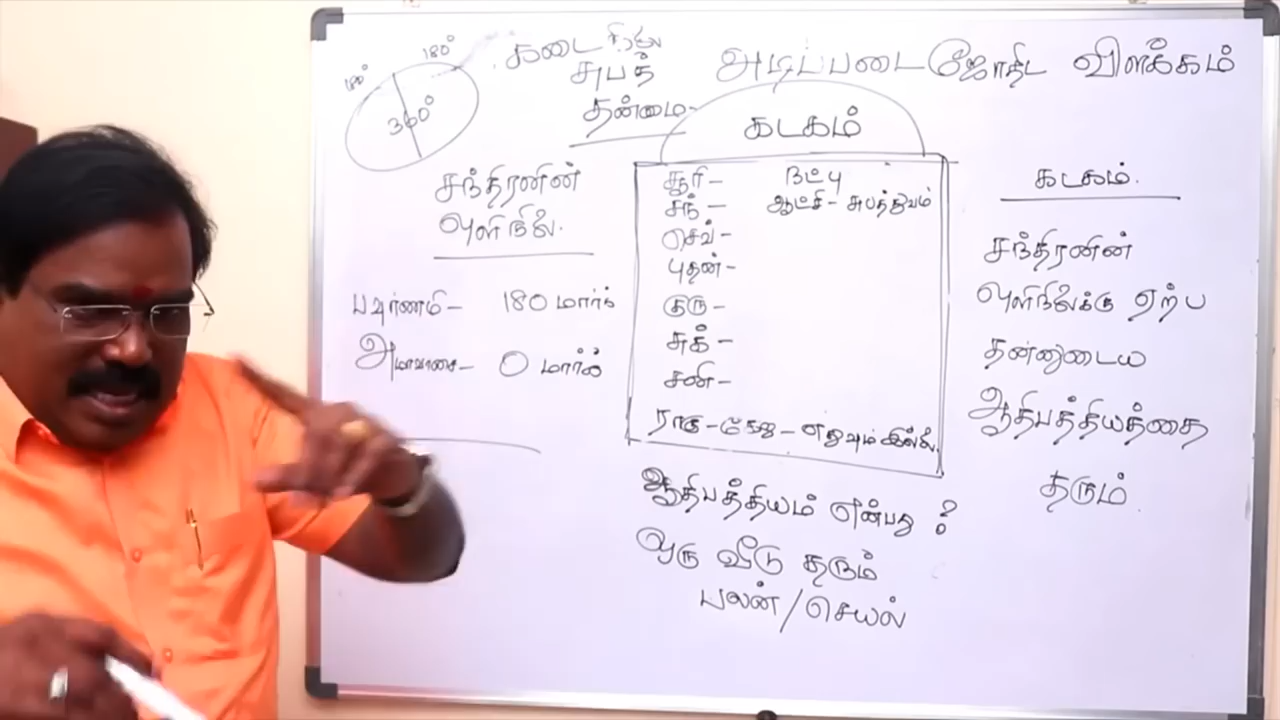 அடிப்படை ஜோதிட விளக்கம்
180°
180°
360°
கடை
சுபத்
தன்மை-
சந்திரனின்
ஒளிநிலை.
பவுர்ணமி- 180 மார்க்
அமாவாசை- 0 மார்க்
கடகம்
சூரி- நட்பு
சந்- ஆட்சி- சுபத்துவம்
செவ்-
புதன்-
குரு-
சுக்-
சனி-
ராகு-கேது-எதுவும் இல்லை
ஆதிபத்தியம் என்பது ?
ஒரு வீடு தரும்
பலன்/செயல்
கடகம்.
சந்திரனின்
ஒளிநிலைக்கு ஏற்ப
தன்னுடைய
ஆதிபத்தியத்தை
தரும்.